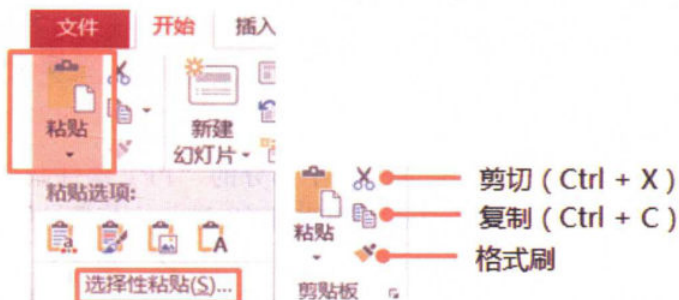 文件 开始 插入
粘贴
新建
幻灯片
粘贴选项:
选择性粘贴(S)...
粘贴
剪贴板
剪切（Ctrl + X）
复制（Ctrl + C）
格式刷